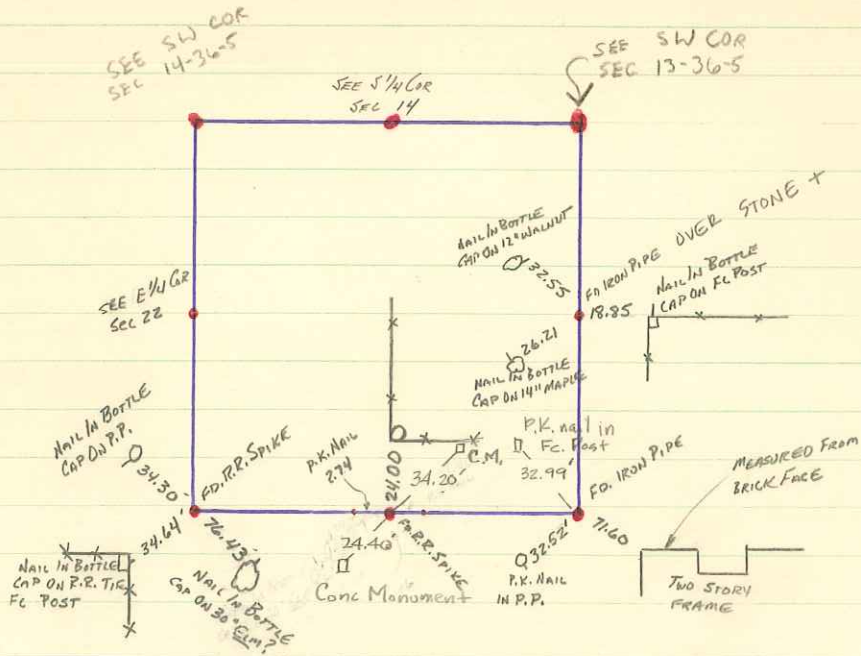 SEE SW COR
SEC 14-36-5
SEE S 1/4 COR
SEC 14
SEE SW COR
SEC 13-36-5
NAIL IN BOTTLE
CAP ON 12" WALNUT
32.55
FD IRON PIPE OVER STONE +
18.85
NAIL IN BOTTLE
CAP ON FC POST
SEE E 1/4 COR
SEC 22
26.21
NAIL IN BOTTLE
CAP ON 14" MAPLE
NAIL IN BOTTLE
CAP ON P.P.
34.30'
FD. R.R. SPIKE
P.K. NAIL
2.74
24.00
C.M.
34.20'
P.K. nail in
Fc. Post
32.99'
FD. IRON PIPE
MEASURED FROM
BRICK FACE
34.64'
76.43'
24.40'
FD. R.R. SPIKE
32.52'
71.60
NAIL IN BOTTLE
CAP ON R.R. TIE
FC POST
NAIL IN BOTTLE
CAP ON 30" ELM?
Conc Monument
P.K. NAIL
IN P.P.
TWO STORY
FRAME